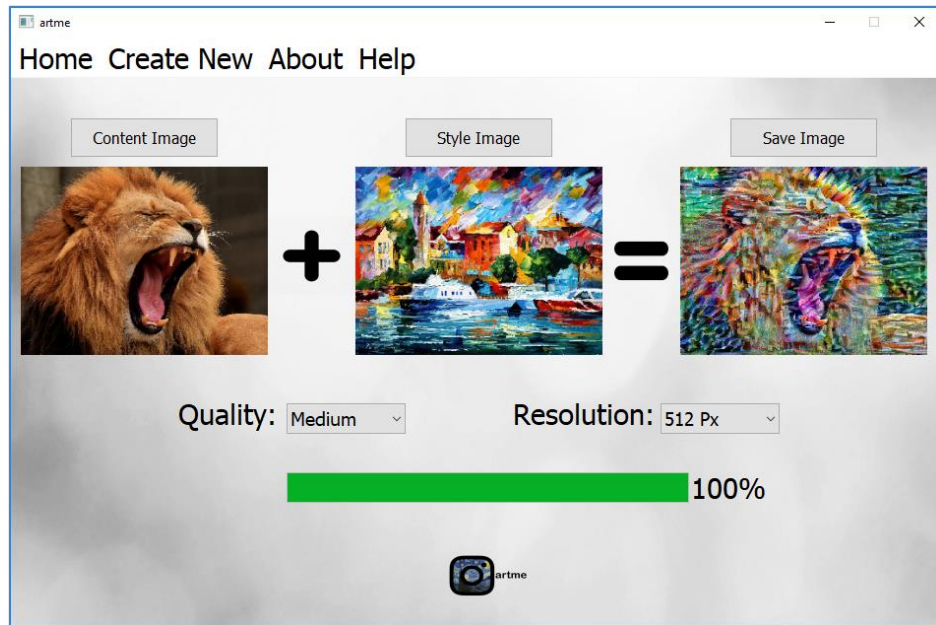 artme
Home Create New About Help
Content Image Style Image Save Image
Quality: Medium Resolution: 512 Px
100%
artme